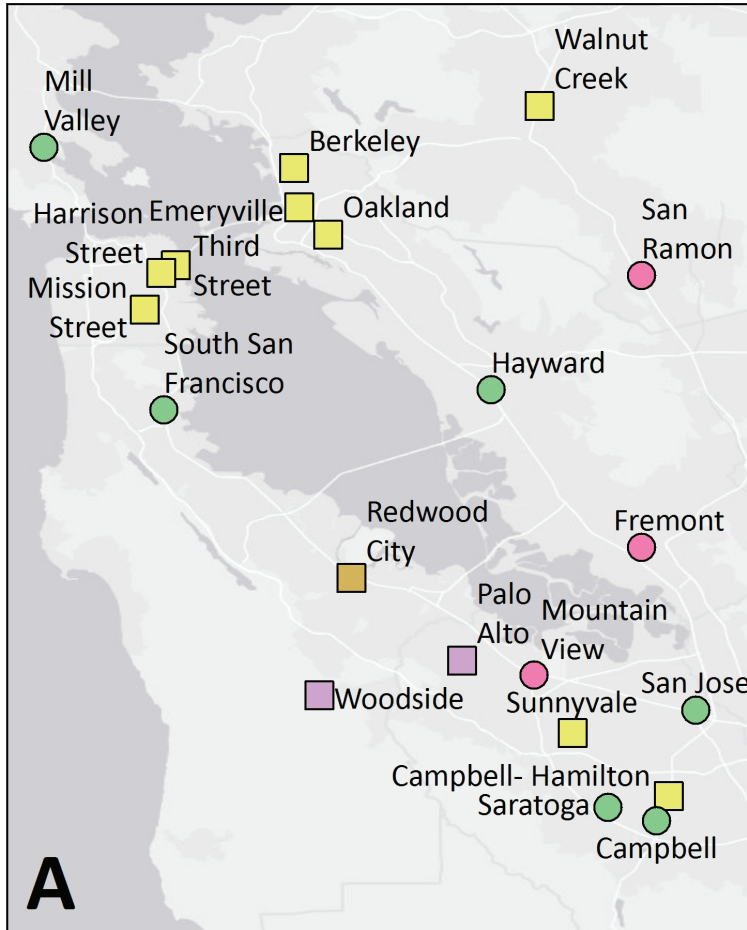 Walnut
Creek
Mill
Valley
Berkeley
Harrison
Street
Emeryville
Oakland
Third
Street
San
Ramon
Mission
Street
South San
Francisco
Hayward
Redwood
City
Fremont
Palo
Alto
Mountain
View
Woodside
Sunnyvale
San Jose
Campbell- Hamilton
Saratoga
Campbell
A